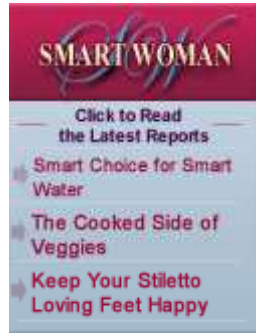 SMART WOMAN
Click to Read
the Latest Reports
Smart Choice for Smart
Water
The Cooked Side of
Veggies
Keep Your Stiletto
Loving Feet Happy